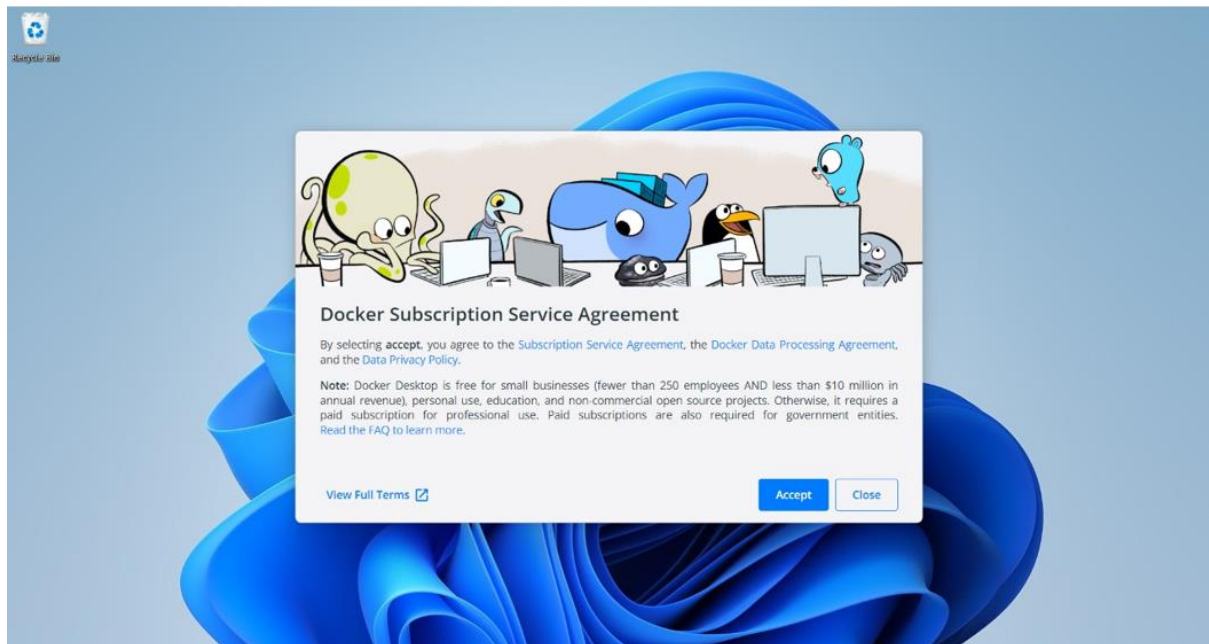 Recycle Bin
Docker Subscription Service Agreement
By selecting accept, you agree to the Subscription Service Agreement, the Docker Data Processing Agreement,
and the Data Privacy Policy.
Note: Docker Desktop is free for small businesses (fewer than 250 employees AND less than $10 million in
annual revenue), personal use, education, and non-commercial open source projects. Otherwise, it requires a
paid subscription for professional use. Paid subscriptions are also required for government entities.
Read the FAQ to learn more.
View Full Terms
Accept
Close